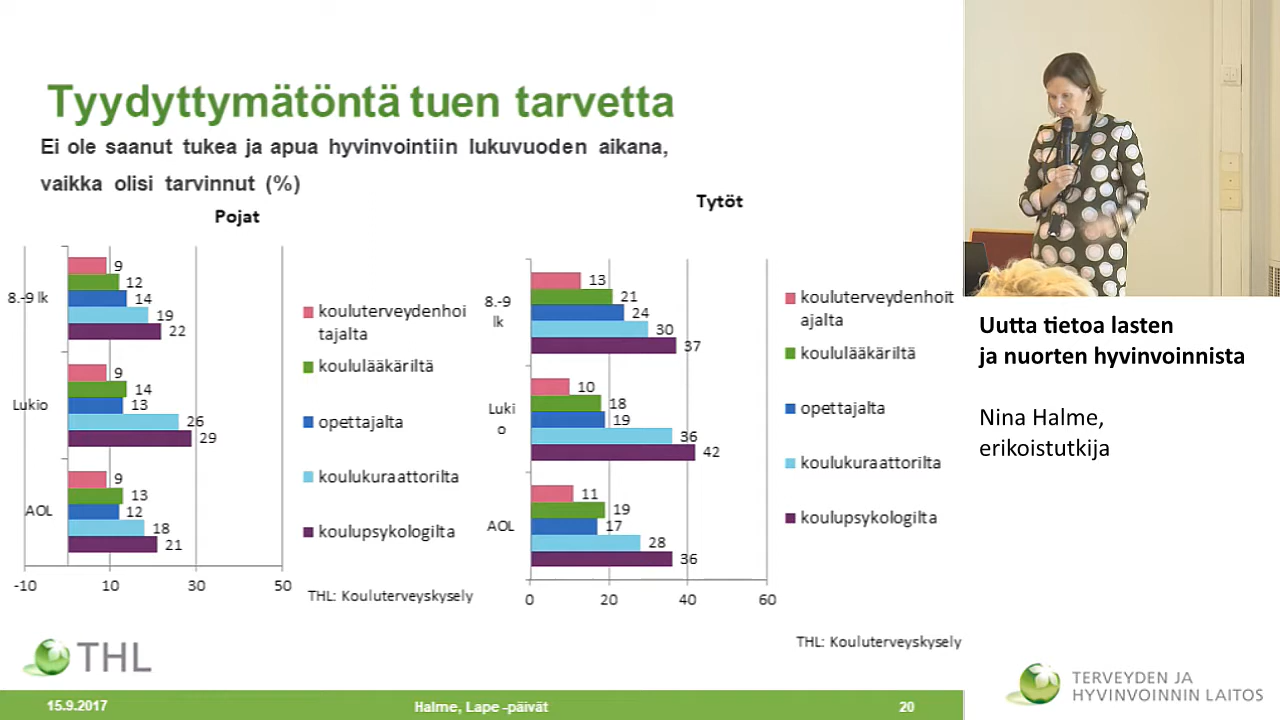 Tyydyttymätöntä tuen tarvetta
Ei ole saanut tukea ja apua hyvinvointiin lukuvuoden aikana,
vaikka olisi tarvinnut (%)
Pojat
8.-9 lk
9
12
14
19
22
Lukio
9
14
13
26
29
AOL
9
13
12
18
21
-10 10 30 50
kouluterveydenhoi
tajalta
koululääkäriltä
opettajalta
koulukuraattorilta
koulupsykologilta
THL: Kouluterveyskysely
Tytöt
8.-9
lk
13
21
24
30
37
Luki
o
10
18
19
36
42
AOL
11
19
17
28
36
0 20 40 60
kouluterveydenhoit
ajalta
koululääkäriltä
opettajalta
koulukuraattorilta
koulupsykologilta
THL: Kouluterveyskysely
THL
15.9.2017 Halme, Lape -päivät 20
Uutta tietoa lasten
ja nuorten hyvinvoinnista
Nina Halme,
erikoistutkija
TERVEYDEN JA
HYVINVOINNIN LAITOS